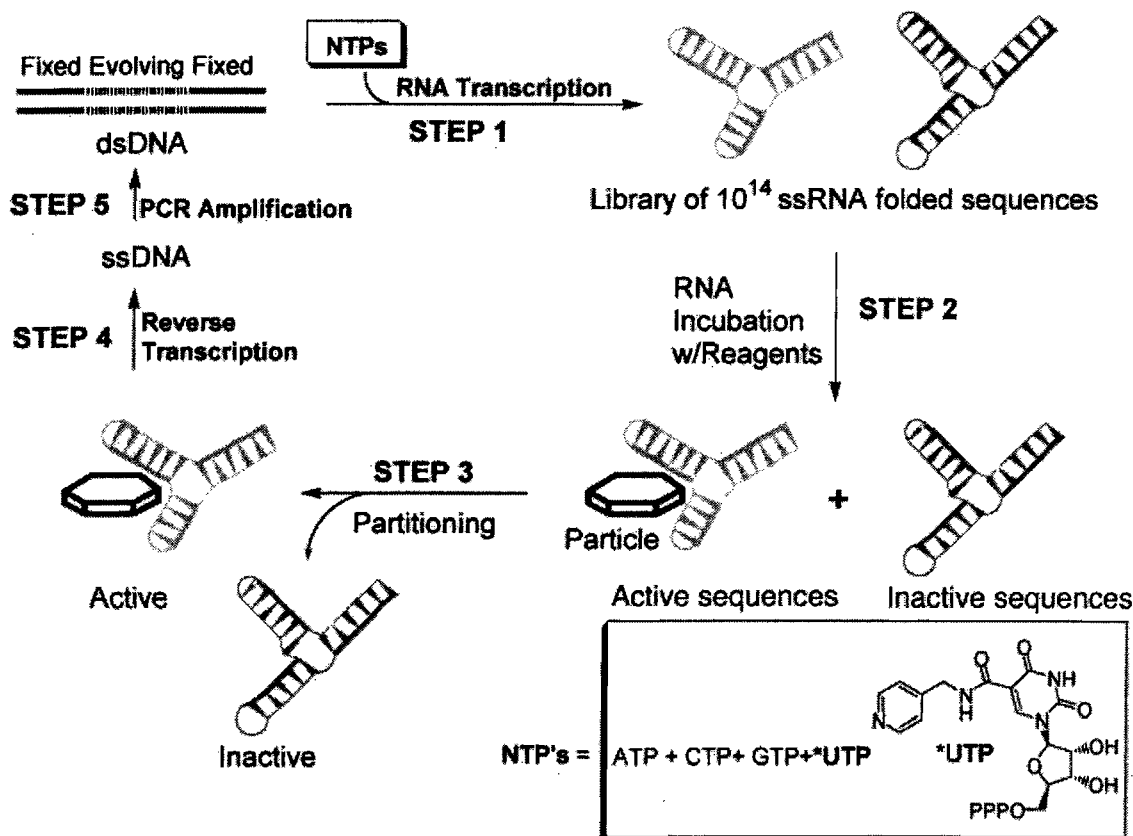 NTPs
Fixed Evolving Fixed
RNA Transcription
STEP 1
dsDNA
STEP 5
PCR Amplification
ssDNA
Library of 10¹⁴ ssRNA folded sequences
RNA
Incubation
w/Reagents
STEP 2
STEP 4
Reverse
Transcription
STEP 3
Partitioning
+
Particle
Active
Active sequences
Inactive sequences
Inactive
NTP's = ATP + CTP+ GTP+*UTP
*UTP
O
O
NH
N
H
N
N
O
O
OH
OH
PPPO